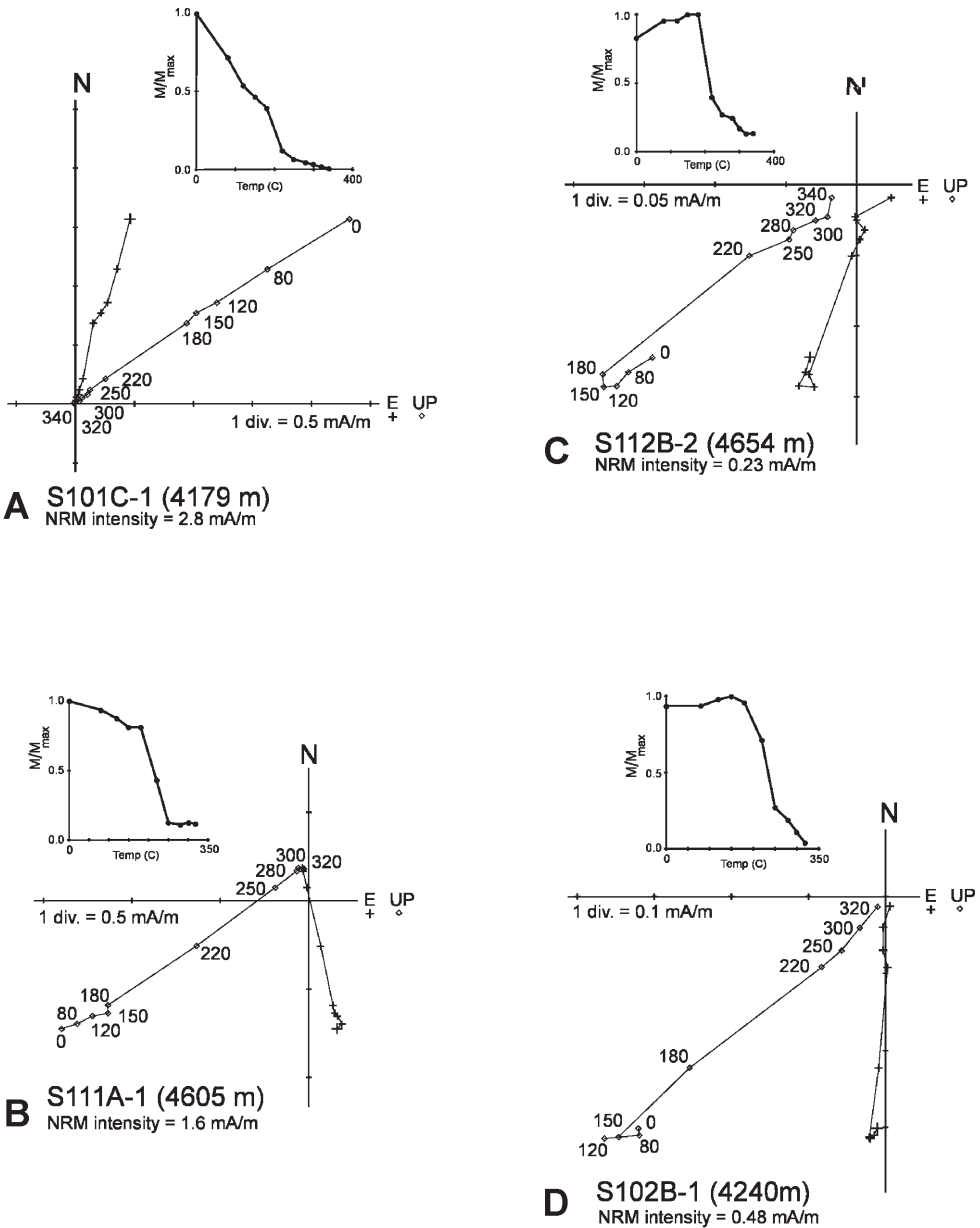 1.0
M/Mmax
0.5
0.0
0
400
Temp (C)
N
0
80
120
150
180
220
250
300
320
340
E UP
1 div. = 0.5 mA/m
A S101C-1 (4179 m)
NRM intensity = 2.8 mA/m
1.0
M/Mmax
0.5
0.0
0
400
Temp (C)
N
E UP
1 div. = 0.05 mA/m
340
320
300
280
250
220
180
150
120
80
0
C S112B-2 (4654 m)
NRM intensity = 0.23 mA/m
1.0
M/Mmax
0.5
0.0
0
350
Temp (C)
N
300 320
280
250
E UP
1 div. = 0.5 mA/m
220
180
80
150
120
0
B S111A-1 (4605 m)
NRM intensity = 1.6 mA/m
1.0
M/Mmax
0.5
0.0
0
350
Temp (C)
N
E UP
1 div. = 0.1 mA/m
320
300
250
220
180
150
0
120
80
D S102B-1 (4240m)
NRM intensity = 0.48 mA/m